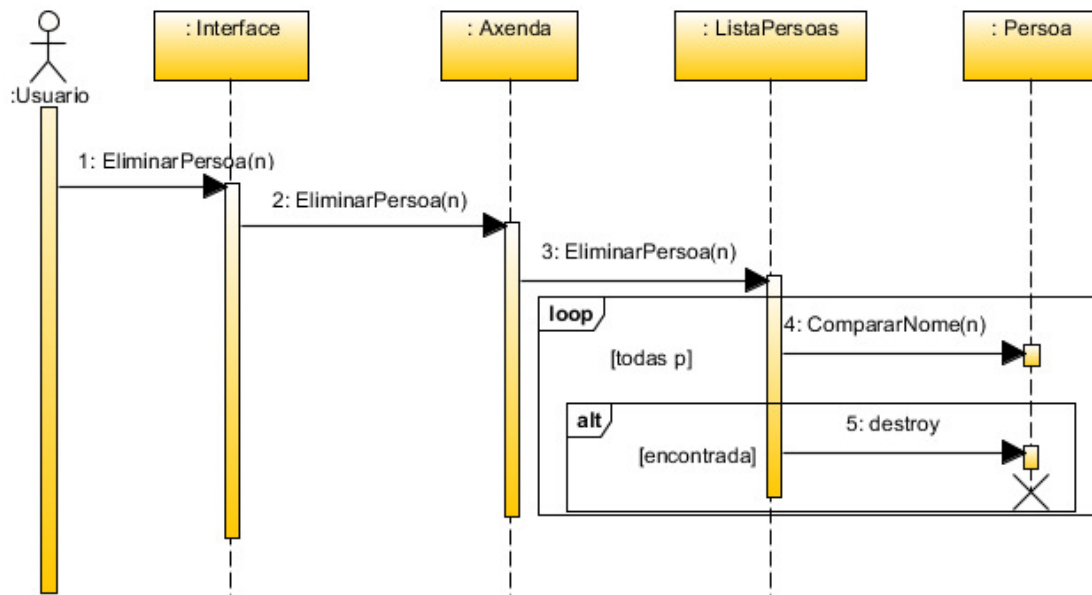 : Interface
: Axenda
: ListaPersoas
: Persoa
:Usuario
1: EliminarPersoa(n)
2: EliminarPersoa(n)
3: EliminarPersoa(n)
loop
4: CompararNome(n)
[todas p]
alt
5: destroy
[encontrada]